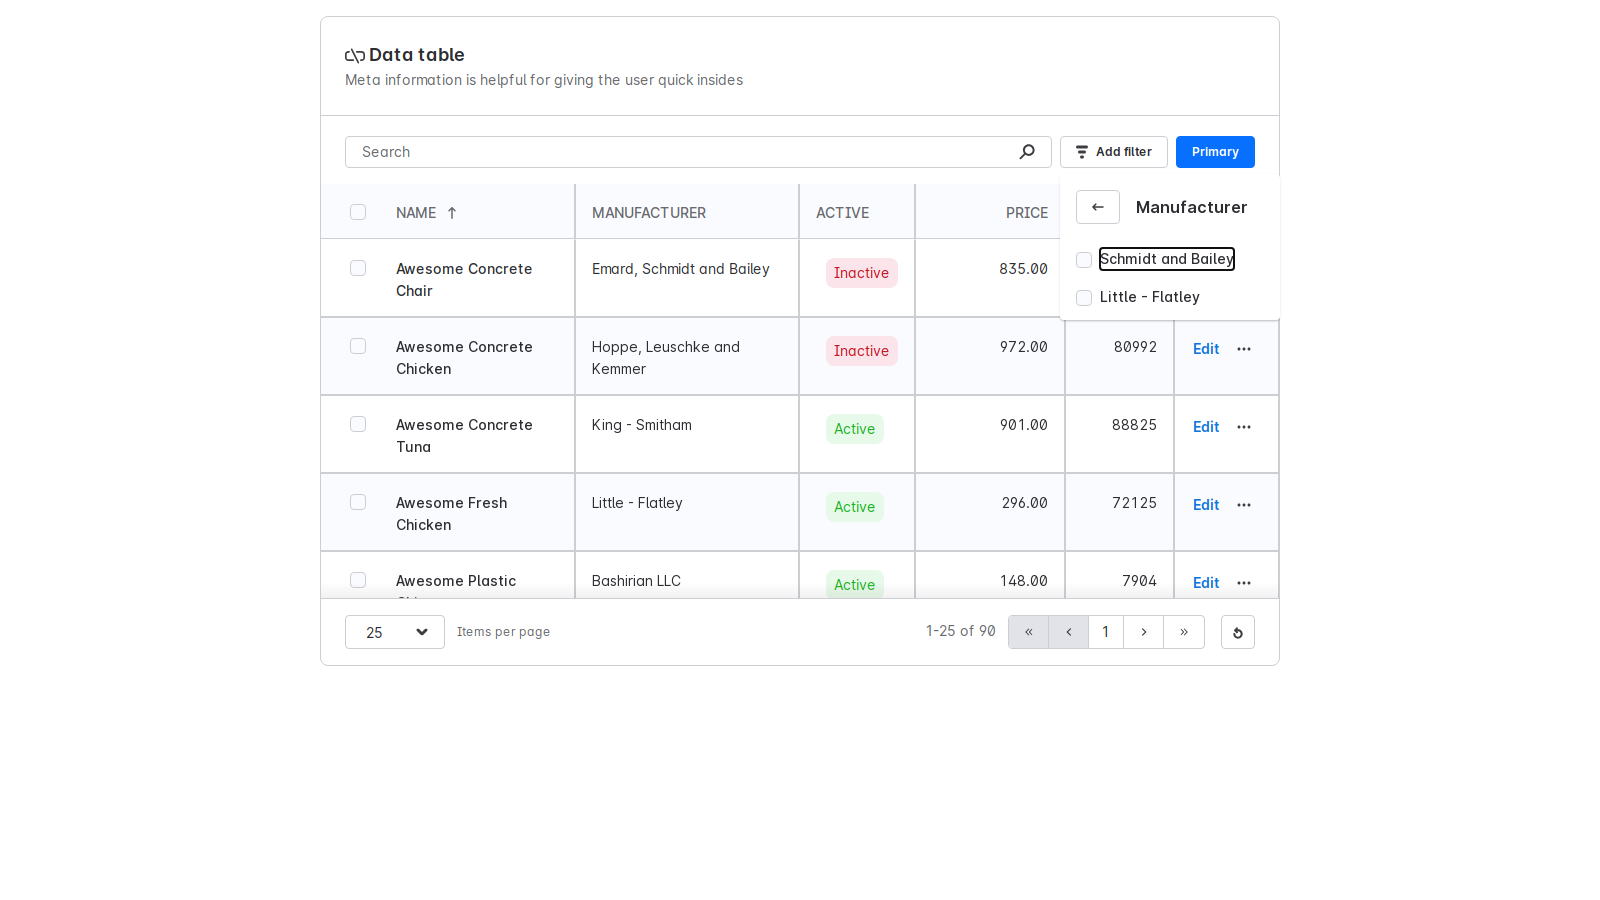 Data table
Meta information is helpful for giving the user quick insides
Search
Add filter
Primary
NAME
MANUFACTURER
ACTIVE
PRICE
Manufacturer
Schmidt and Bailey
Little - Flatley
Awesome Concrete
Chair
Emard, Schmidt and Bailey
Inactive
835.00
Awesome Concrete
Chicken
Hoppe, Leuschke and
Kemmer
Inactive
972.00
80992
Edit
Awesome Concrete
Tuna
King - Smitham
Active
901.00
88825
Edit
Awesome Fresh
Chicken
Little - Flatley
Active
296.00
72125
Edit
Awesome Plastic
Bashirian LLC
Active
148.00
7904
Edit
25
Items per page
1-25 of 90
«
‹
1
›
»